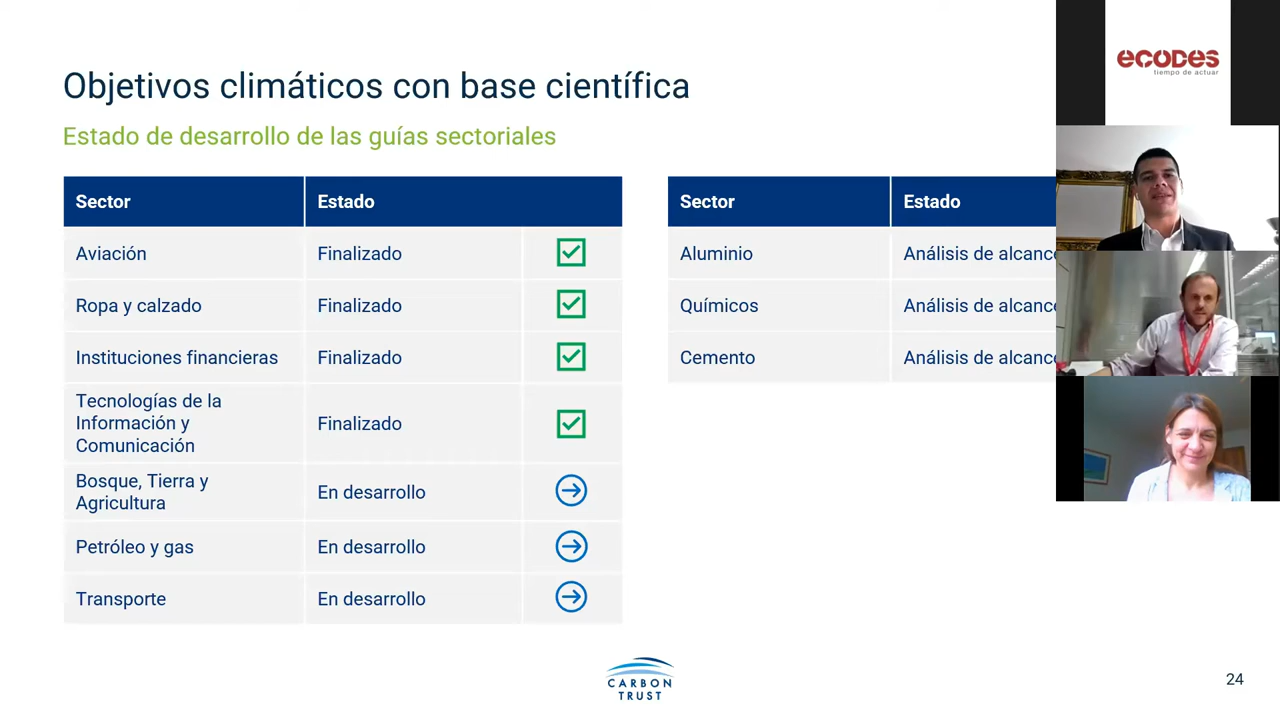 Objetivos climáticos con base científica
Estado de desarrollo de las guías sectoriales
Sector Estado
Aviación Finalizado
Ropa y calzado Finalizado
Instituciones financieras Finalizado
Tecnologías de la
Información y
Comunicación
Finalizado
Bosque, Tierra y
Agricultura
En desarrollo
Petróleo y gas En desarrollo
Transporte En desarrollo
Sector Estado
Aluminio Análisis de alcance
Químicos Análisis de alcance
Cemento Análisis de alcance
ecodes
tiempo de actuar
CARBON
TRUST
24